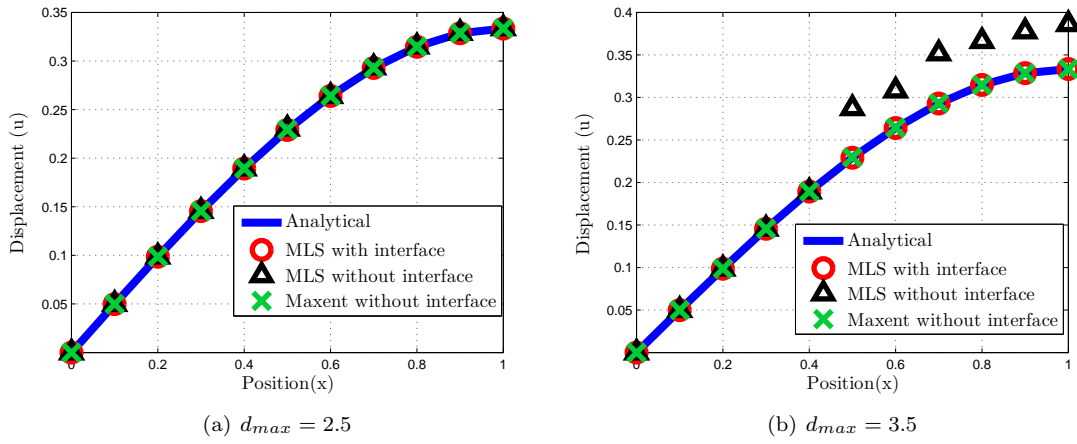 0.35
0.3
0.25
0.2
0.15
0.1
0.05
0
0.2
0.4
0.6
0.8
1
Displacement (u)
Position(x)
Analytical
MLS with interface
MLS without interface
Maxent without interface
(a) dmax = 2.5
0.4
0.35
0.3
0.25
0.2
0.15
0.1
0.05
0
0.2
0.4
0.6
0.8
1
Displacement (u)
Position(x)
Analytical
MLS with interface
MLS without interface
Maxent without interface
(b) dmax = 3.5